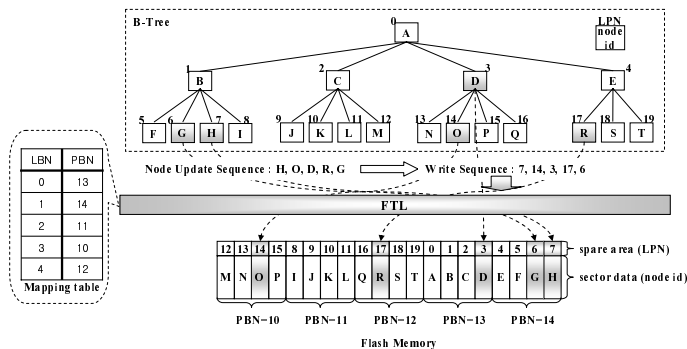 B-Tree
LPN
node id
0
A
1
B
2
C
3
D
4
E
5 6 7 8
F G H I
9 10 11 12
J K L M
13 14 15 16
N O P Q
17 18 19
R S T
Node Update Sequence : H, O, D, R, G
Write Sequence : 7, 14, 3, 17, 6
LBN PBN
0 13
1 14
2 11
3 10
4 12
Mapping table
FTL
12 13 14 15 8 9 10 11 16 17 18 19 0 1 2 3 4 5 6 7
spare area (LPN)
M N O P I J K L Q R S T A B C D E F G H
sector data (node id)
PBN-10 PBN-11 PBN-12 PBN-13 PBN-14
Flash Memory